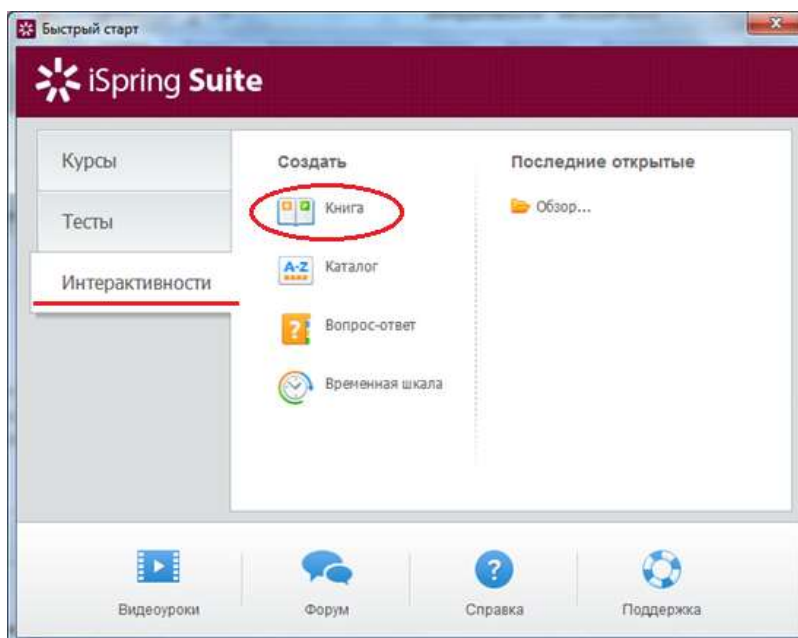 Быстрый старт
iSpring Suite
Курсы
Тесты
Интерактивности
Создать
Книга
Каталог
A-Z
Вопрос-ответ
Временная шкала
Последние открытые
Обзор...
Видеоуроки
Форум
Справка
Поддержка